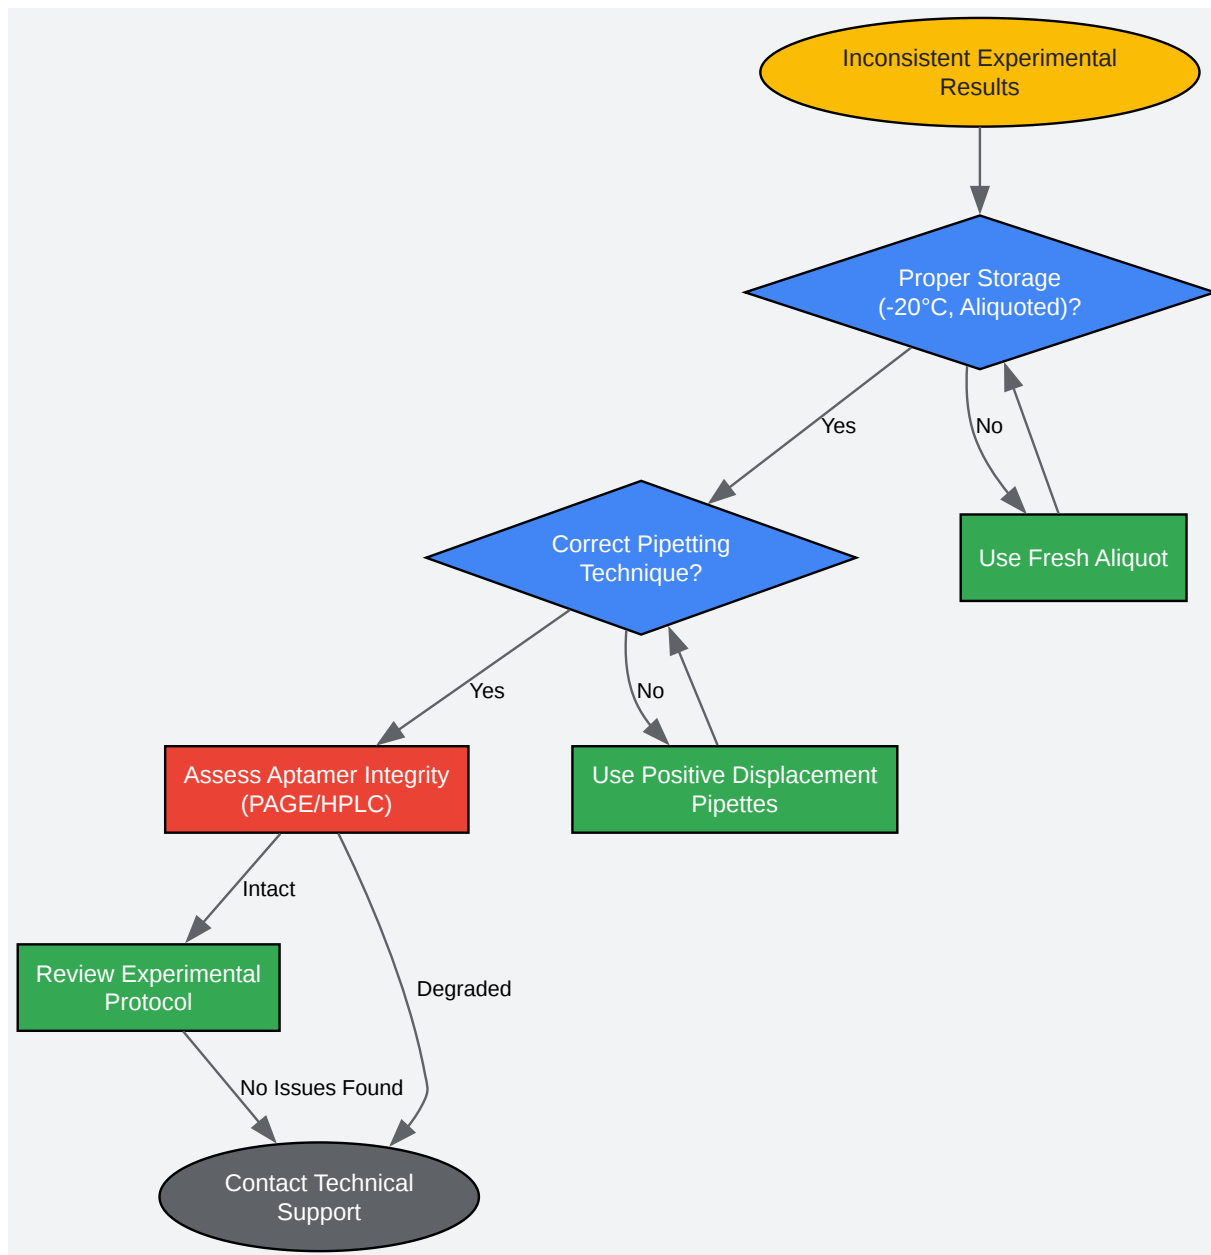 Inconsistent Experimental
Results
Proper Storage
(-20°C, Aliquoted)?
Yes
No
Correct Pipetting
Technique?
Use Fresh Aliquot
Yes
No
Assess Aptamer Integrity
(PAGE/HPLC)
Use Positive Displacement
Pipettes
Intact
Review Experimental
Protocol
Degraded
No Issues Found
Contact Technical
Support